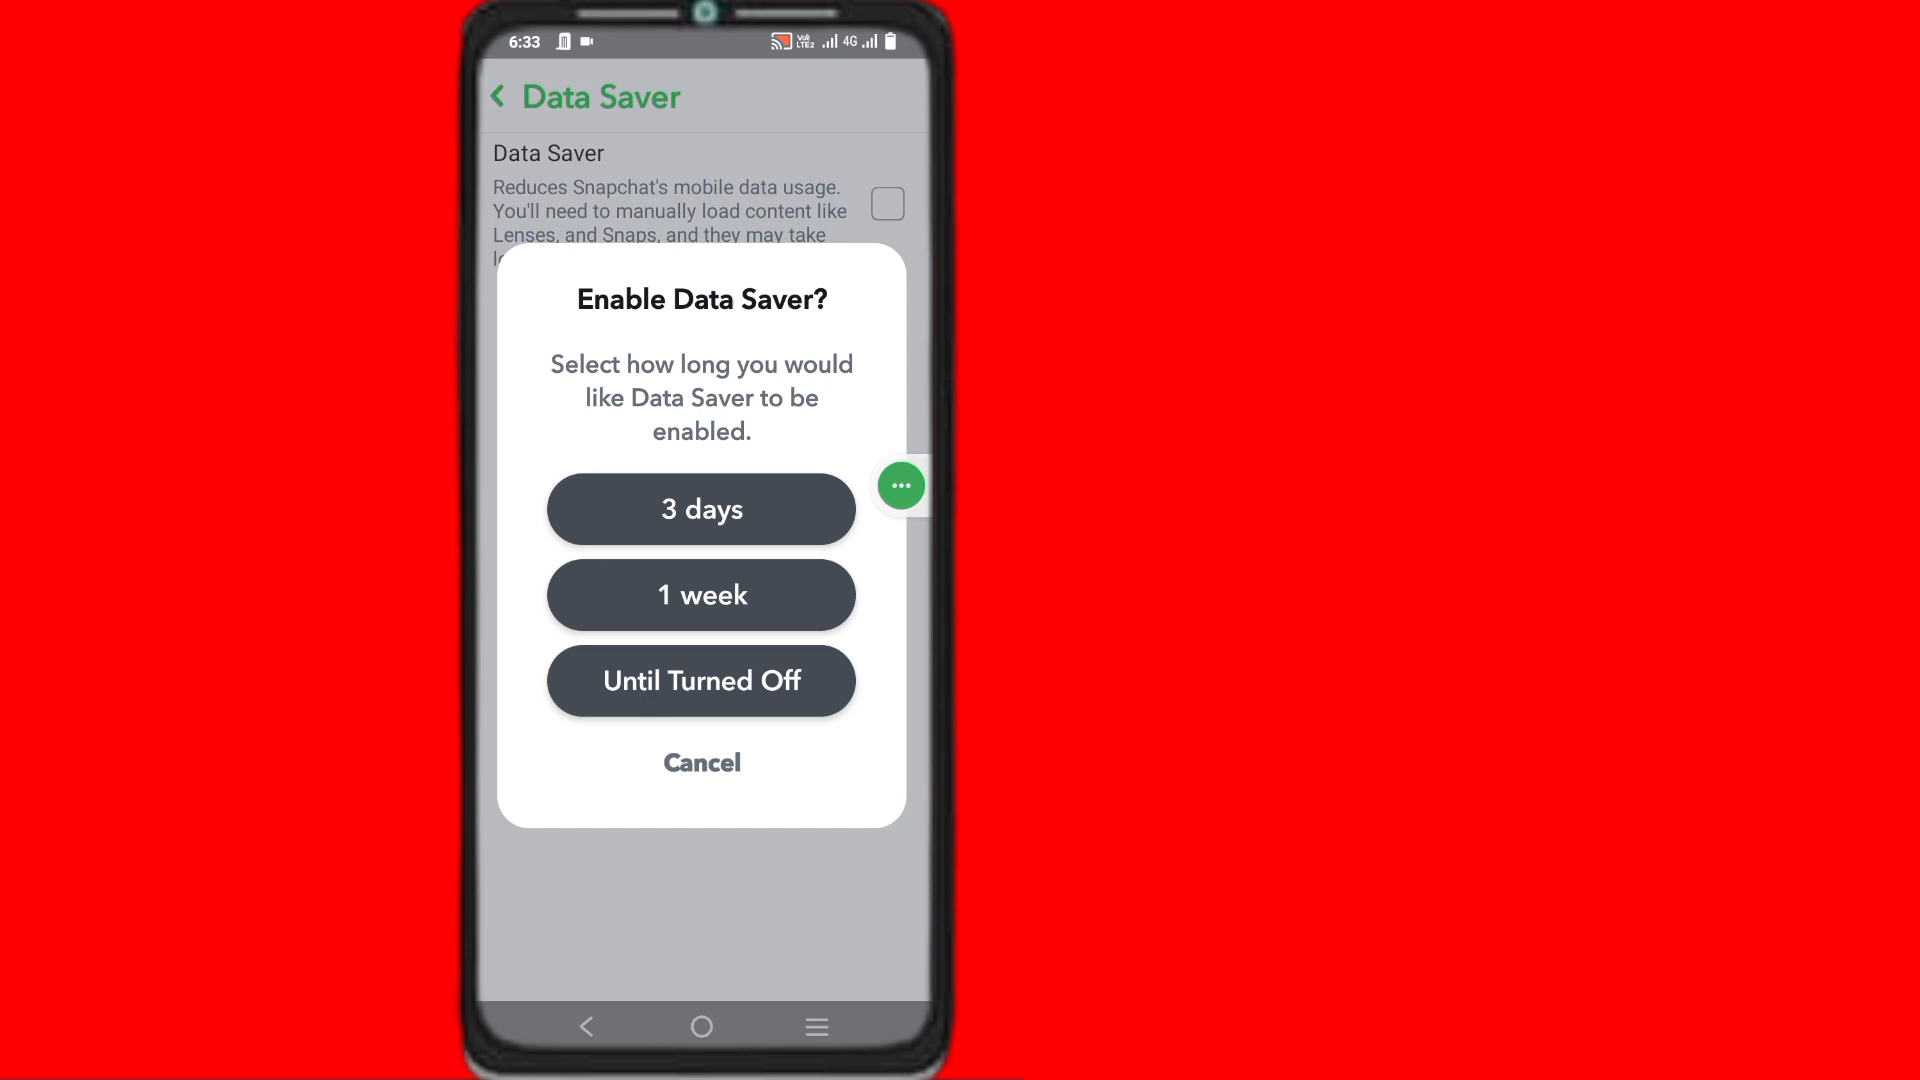 6:33 Vo) LTE2 4G
Data Saver
Data Saver
Reduces Snapchat's mobile data usage.
You'll need to manually load content like
Lenses, and Snaps, and they may take
Enable Data Saver?
Select how long you would
like Data Saver to be
enabled.
3 days
1 week
Until Turned Off
Cancel